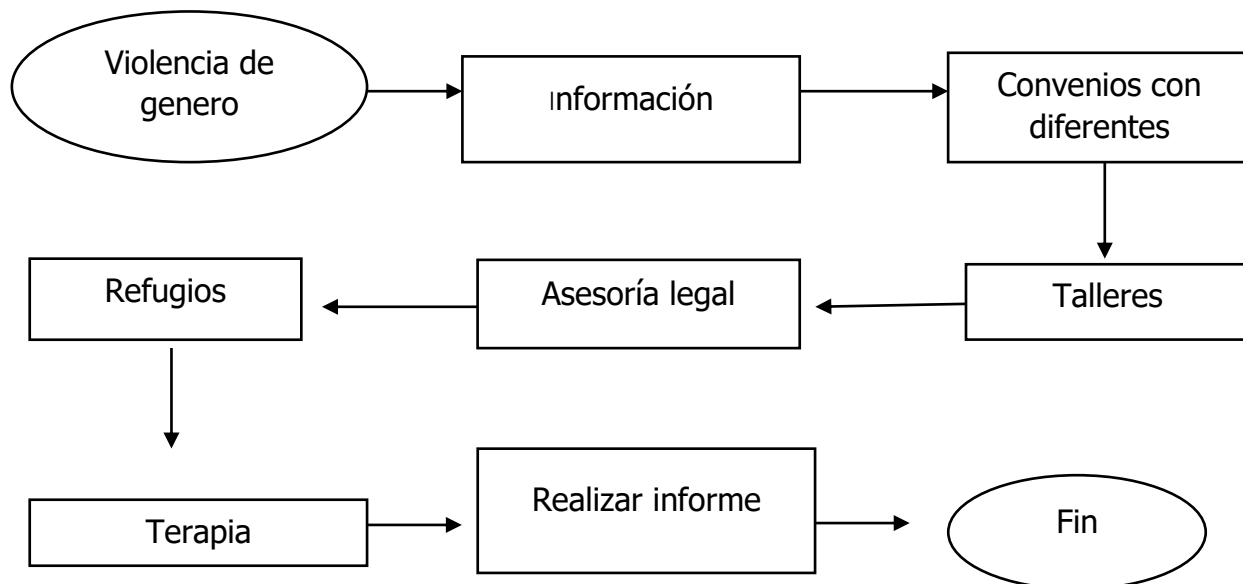 Violencia de
genero
Información
Convenios con
diferentes
Talleres
Asesoría legal
Refugios
Terapia
Realizar informe
Fin